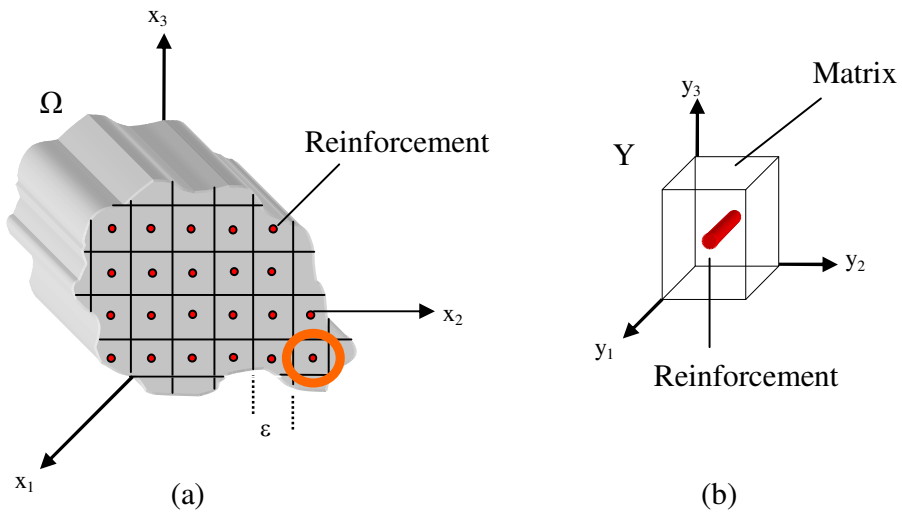 x₃
Ω
Reinforcement
x₂
ε
x₁
(a)
Matrix
y₃
Y
y₂
y₁
Reinforcement
(b)